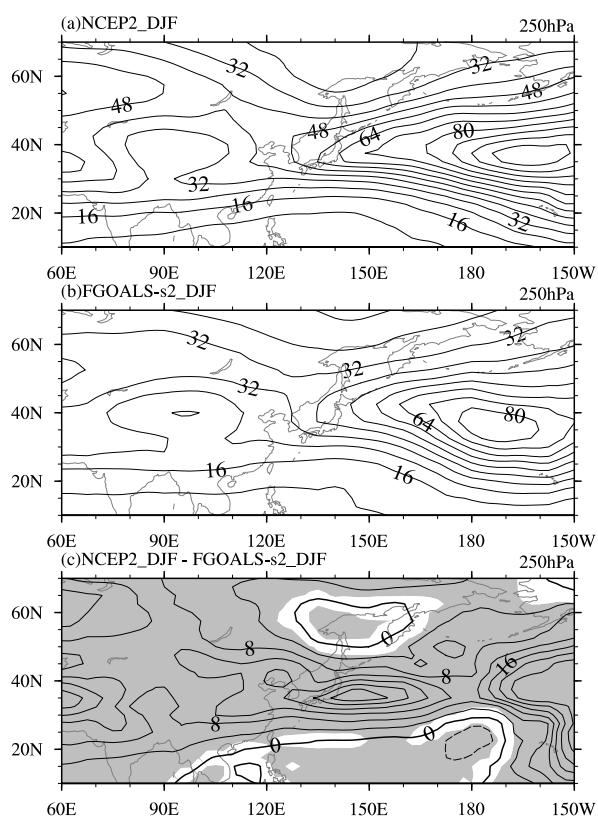 (a)NCEP2_DJF 250hPa
60N
40N
20N
32 32
48 48
48 64 80
32
16 16 32
60E 90E 120E 150E 180 150W
(b)FGOALS-s2_DJF 250hPa
60N
40N
20N
32 32
32 32
64 80
16 16
60E 90E 120E 150E 180 150W
(c)NCEP2_DJF - FGOALS-s2_DJF 250hPa
60N
40N
20N
0
8 8 16
8
0 0
60E 90E 120E 150E 180 150W